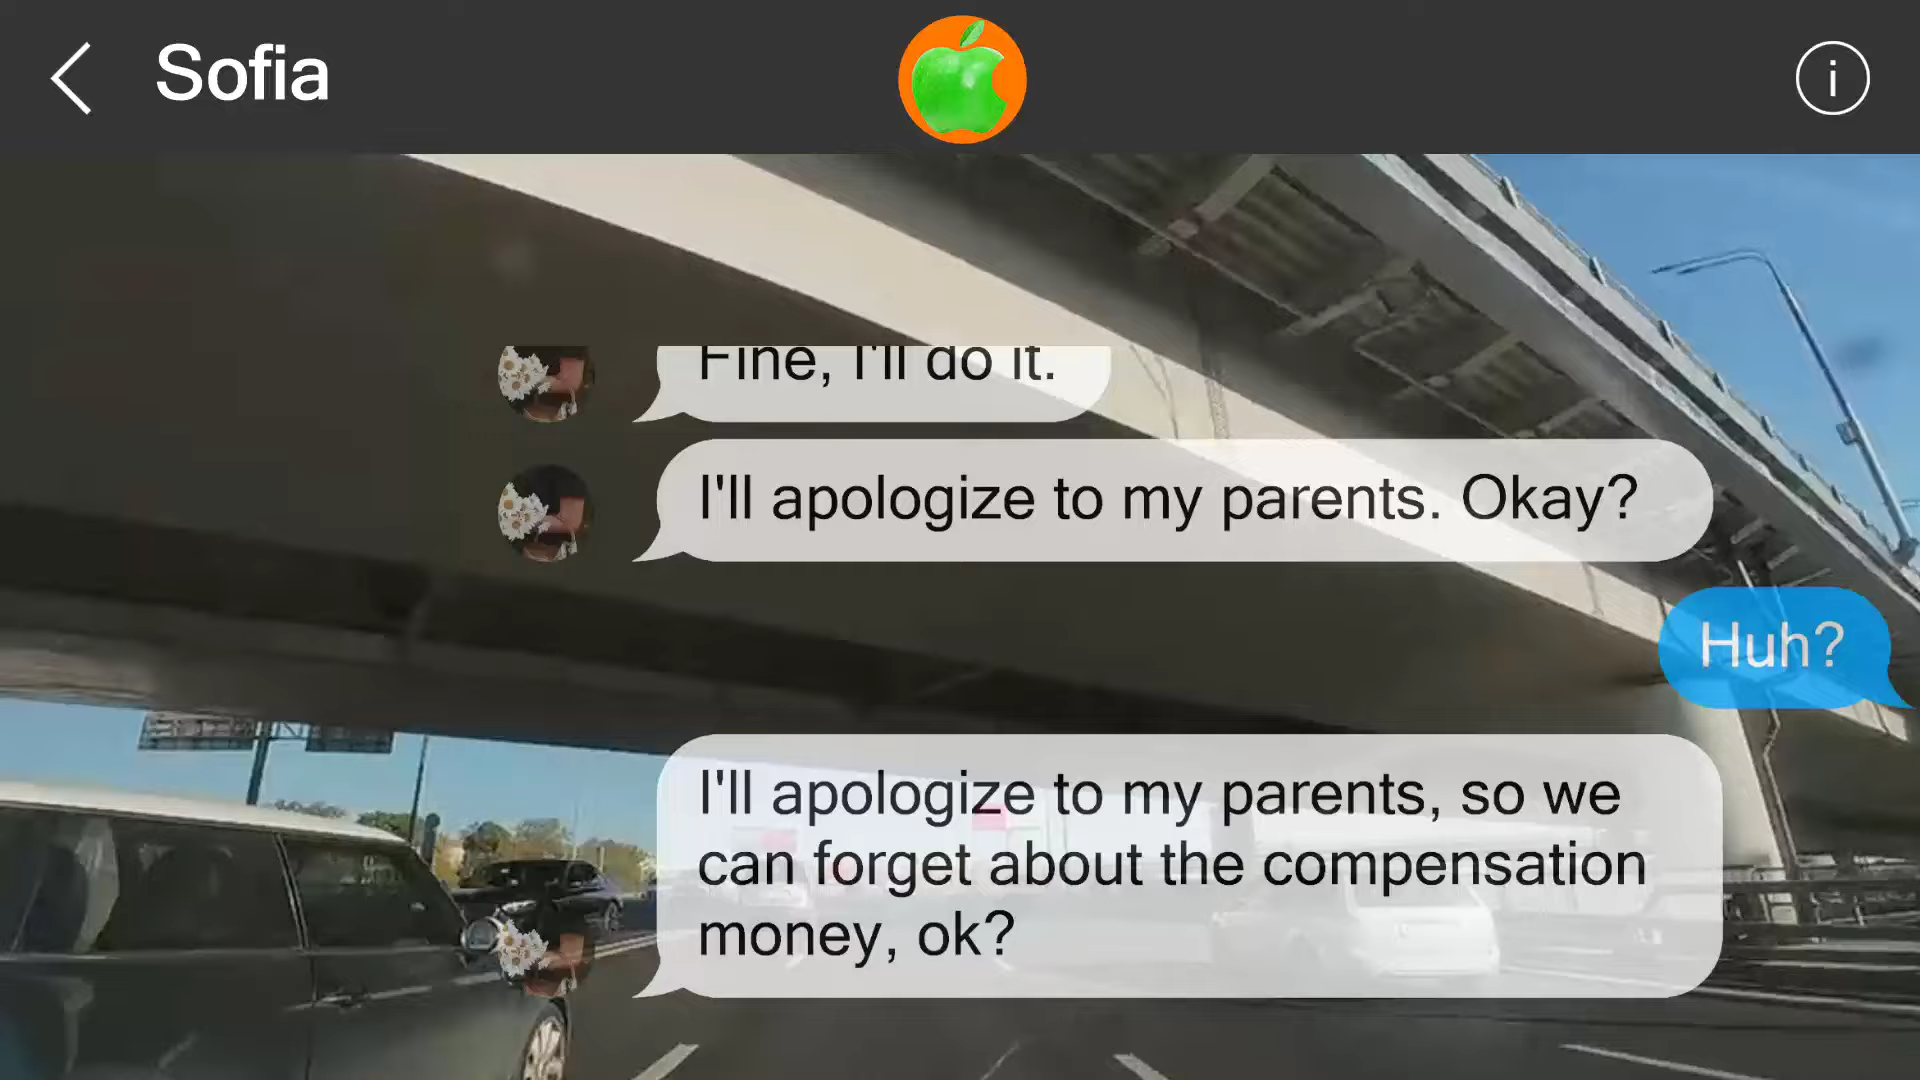 Sofia
i
Fine, I'll do it.
I'll apologize to my parents. Okay?
Huh?
I'll apologize to my parents, so we
can forget about the compensation
money, ok?